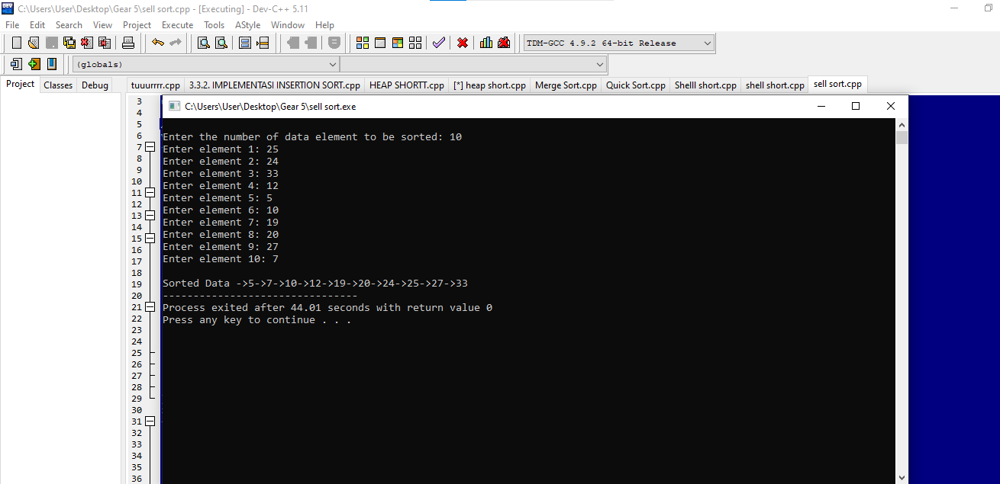 C:\Users\User\Desktop\Gear 5\sell sort.cpp - [Executing] - Dev-C++ 5.11
File Edit Search View Project Execute Tools AStyle Window Help
TDM-GCC 4.9.2 64-bit Release
(globals)
Project Classes Debug
tuuurrrr.cpp 3.3.2. IMPLEMENTASI INSERTION SORT.cpp HEAP SHORTT.cpp [*] heap short.cpp Merge Sort.cpp Quick Sort.cpp Shelll short.cpp shell short.cpp sell sort.cpp
C:\Users\User\Desktop\Gear 5\sell sort.exe
Enter the number of data element to be sorted: 10
Enter element 1: 25
Enter element 2: 24
Enter element 3: 33
Enter element 4: 12
Enter element 5: 5
Enter element 6: 10
Enter element 7: 19
Enter element 8: 20
Enter element 9: 27
Enter element 10: 7
Sorted Data ->5->7->10->12->19->20->24->25->27->33
--------------------------------
Process exited after 44.01 seconds with return value 0
Press any key to continue . . .
3
4
5
6
7
8
9
10
11
12
13
14
15
16
17
18
19
20
21
22
23
24
25
26
27
28
29
30
31
32
33
34
35
36